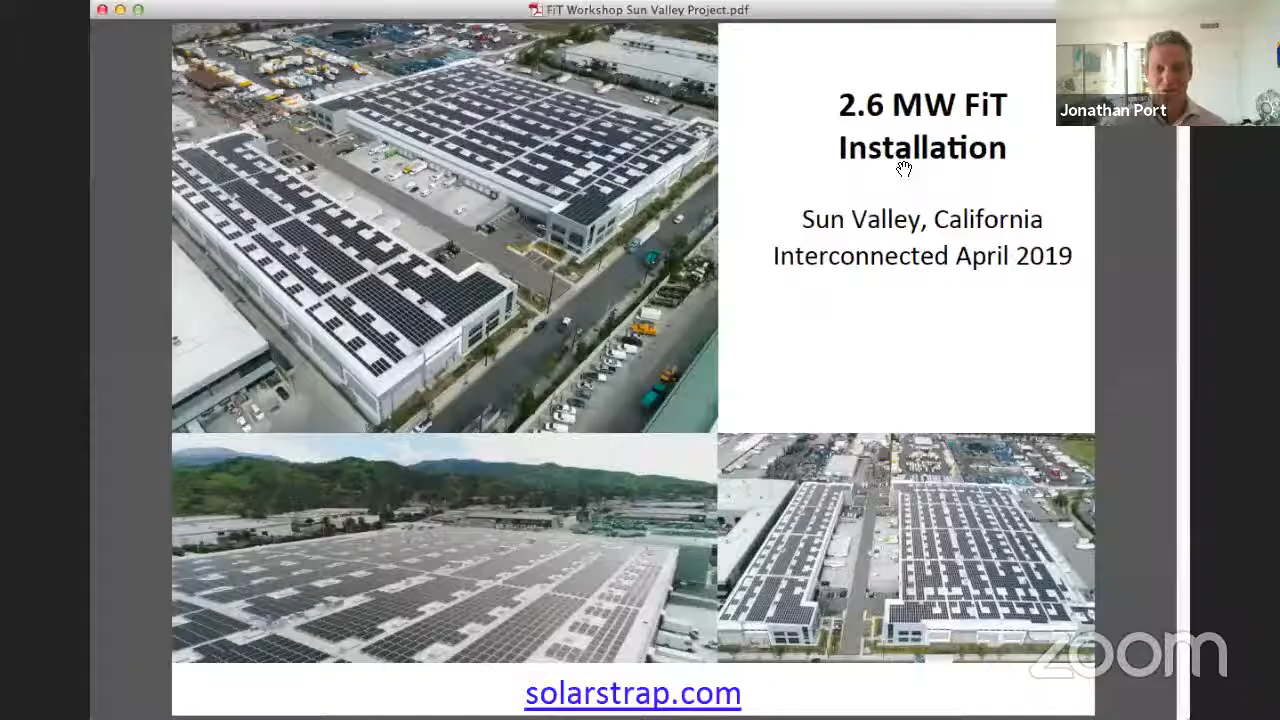 FiT Workshop Sun Valley Project.pdf
Jonathan Port
2.6 MW FiT
Installation
Sun Valley, California
Interconnected April 2019
solarstrap.com
zoom